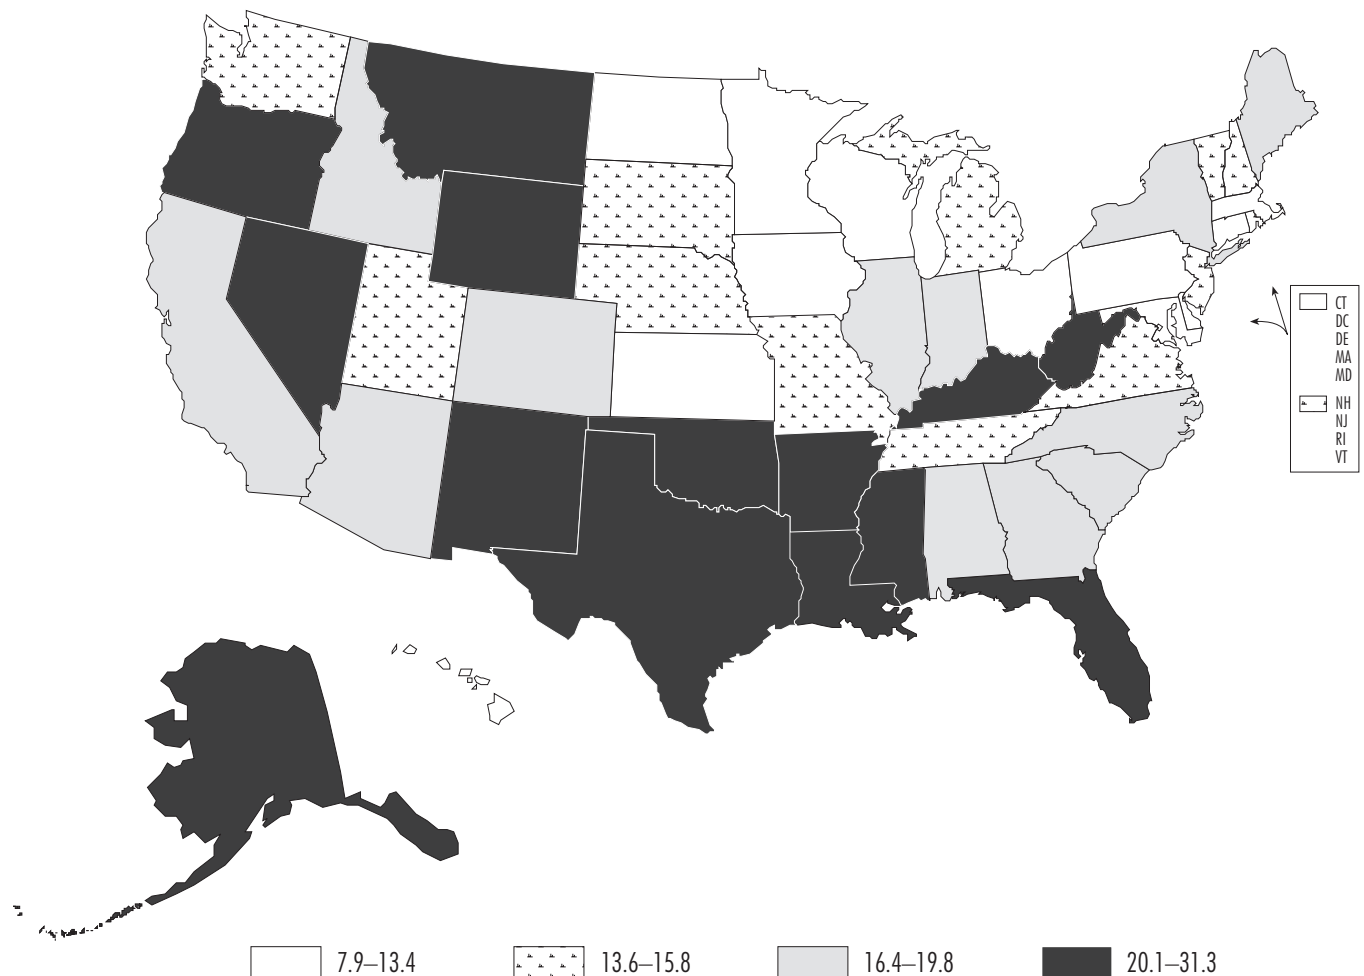 CT
DC
DE
MA
MD
NH
NJ
RI
VT
7.9–13.4 13.6–15.8 16.4–19.8 20.1–31.3